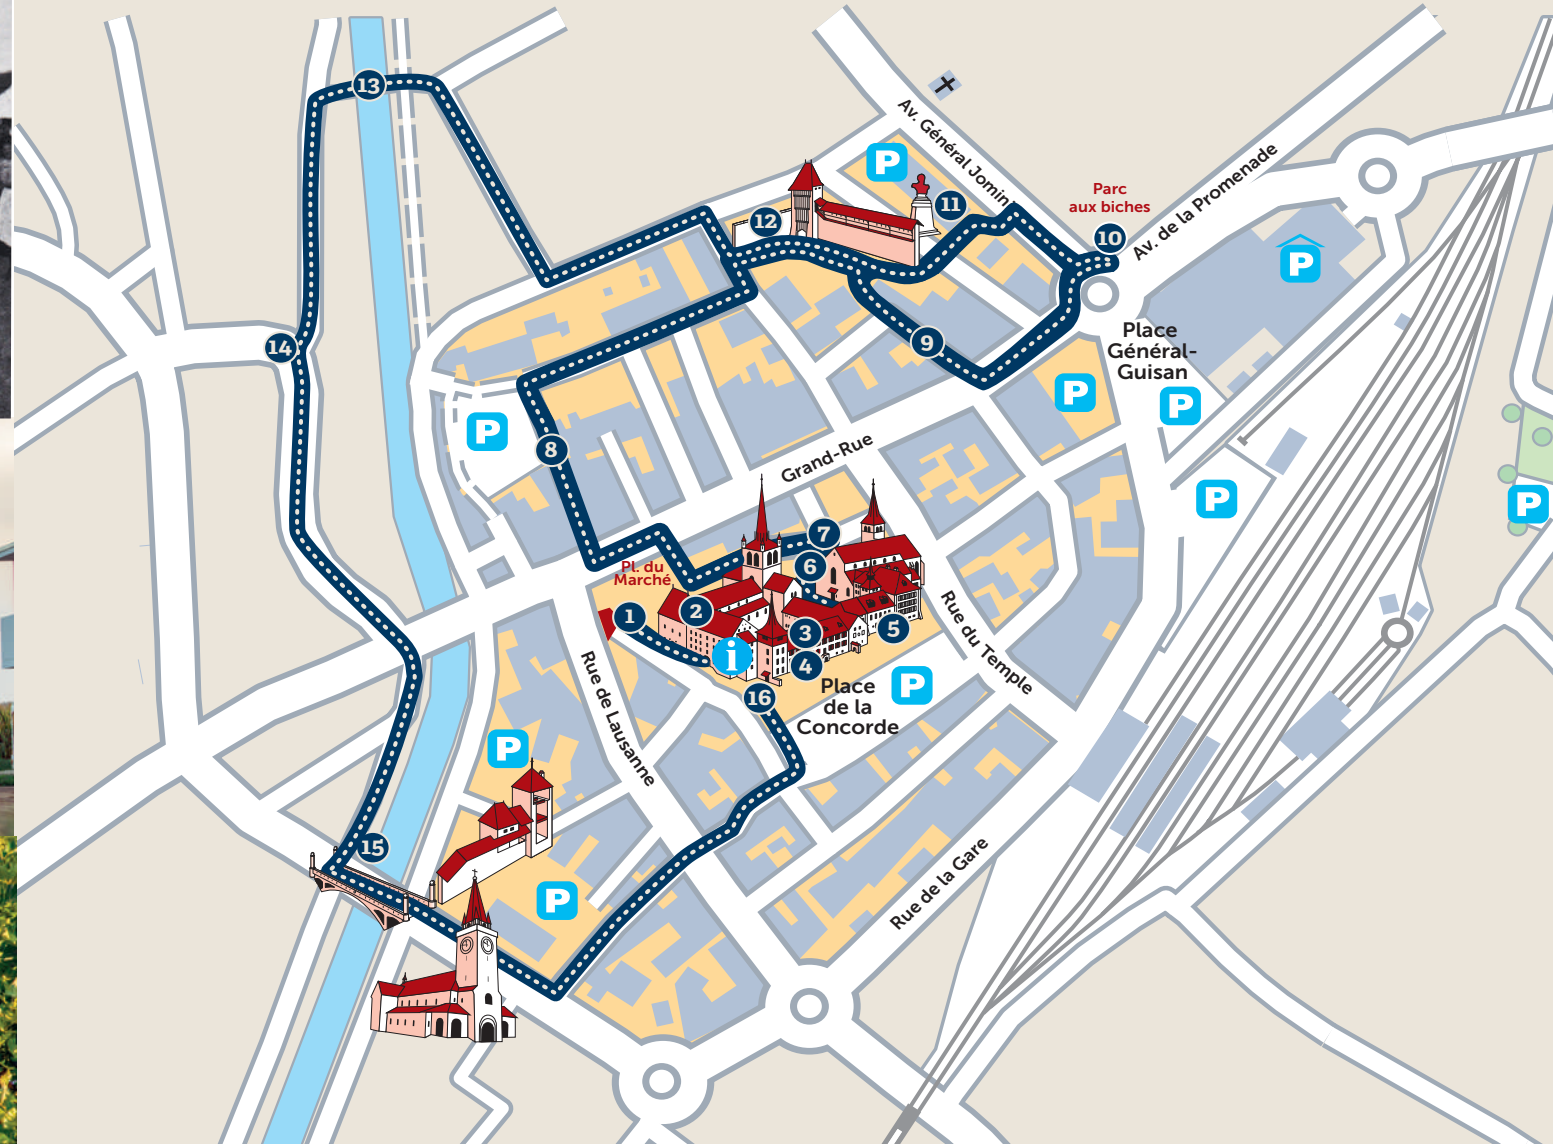 13
Av. Général Jomini
P
11
12
Parc
aux biches
10
Av. de la Promenade
P
14
9
Place
Général-
Guisan
P
P
P
8
Grand-Rue
P
P
7
Pl. du
Marché
6
1
2
3
5
i
4
Rue du Temple
Place
de la
Concorde
P
16
Rue de Lausanne
P
15
P
Rue de la Gare